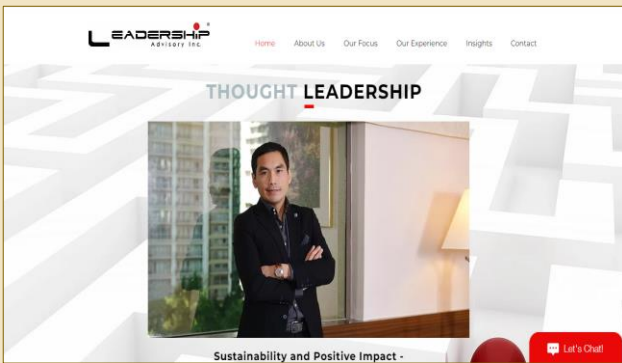 LEADERSHIP®
Advisory Inc.
Home About Us Our Focus Our Experience Insights Contact
THOUGHT LEADERSHIP
Sustainability and Positive Impact -
Let's Chat!